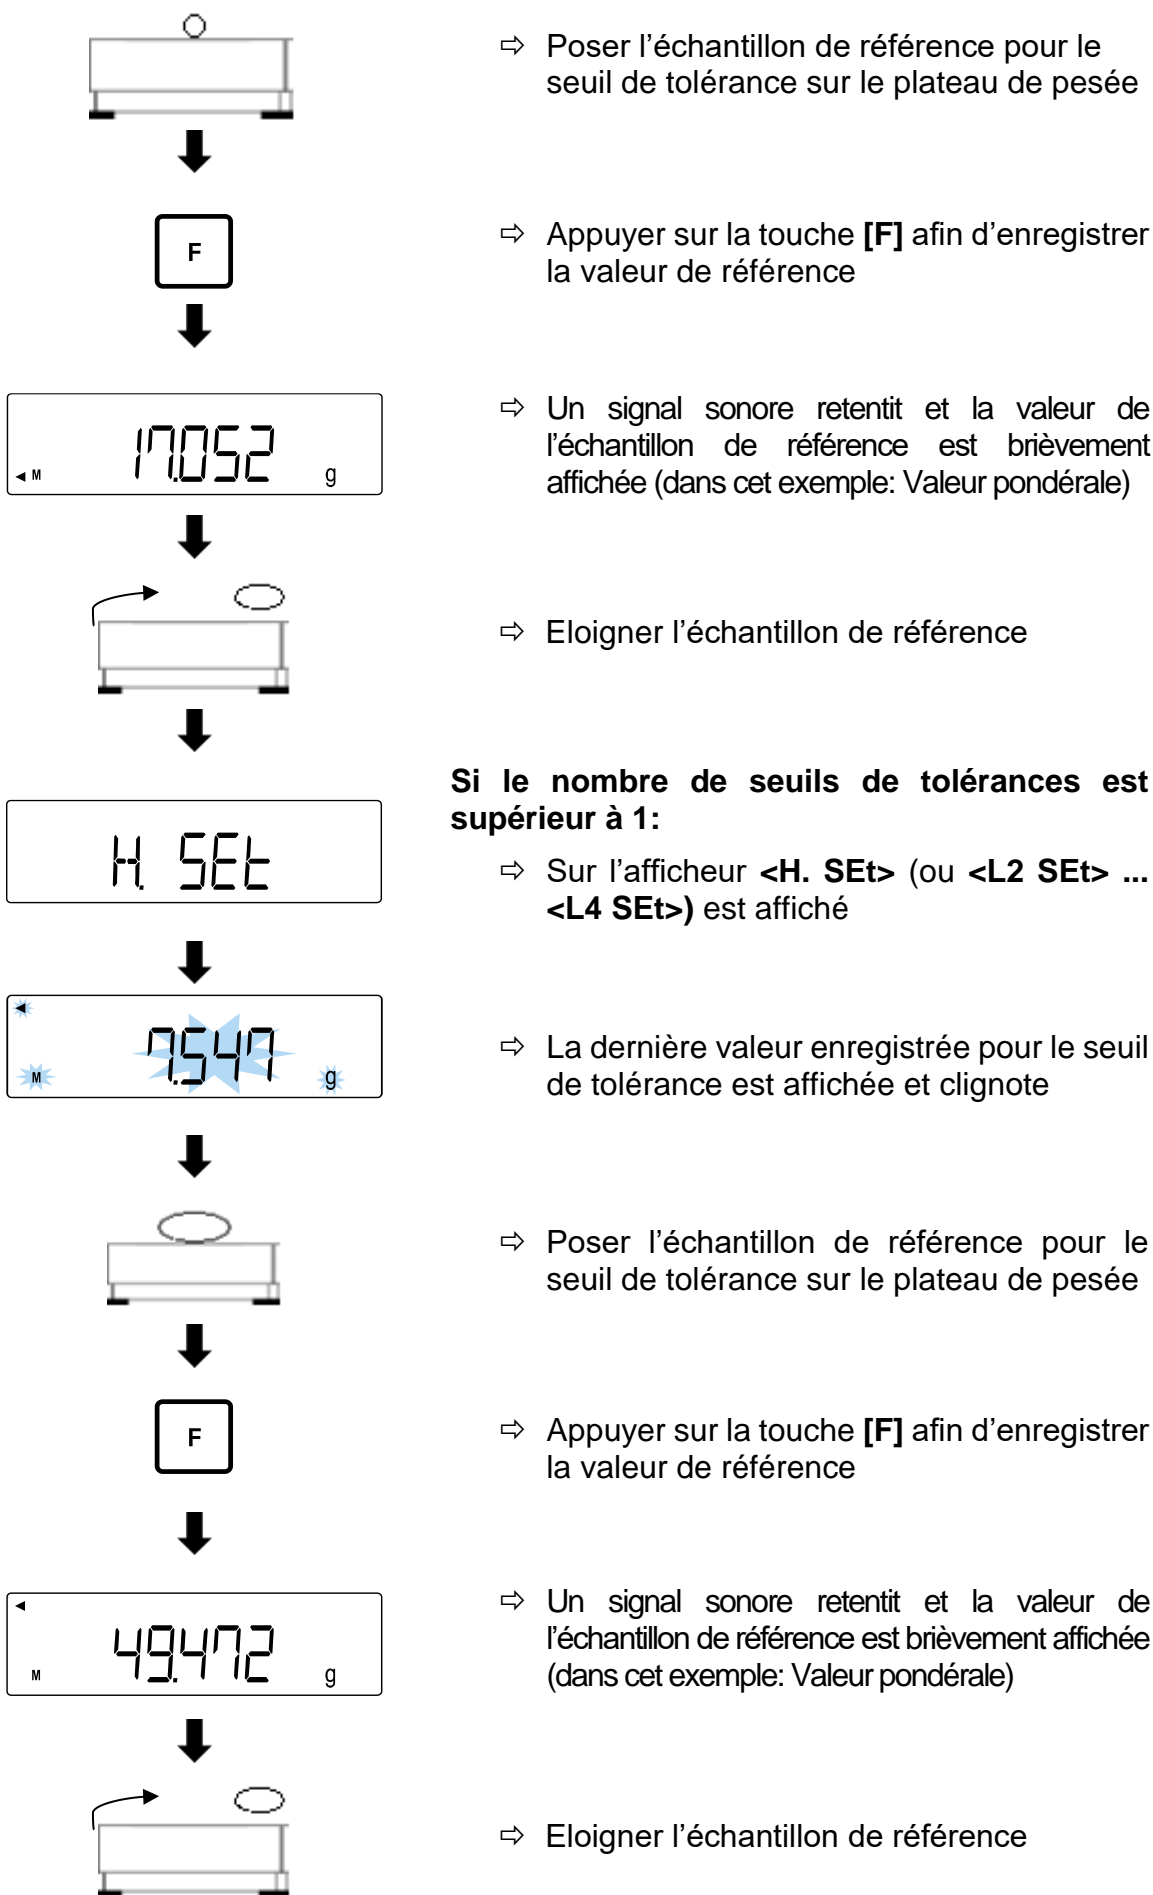 ⇨ Poser l’échantillon de référence pour le
seuil de tolérance sur le plateau de pesée
F
⇨ Appuyer sur la touche [F] afin d’enregistrer
la valeur de référence
◄ M 17.052 g
⇨ Un signal sonore retentit et la valeur de
l’échantillon de référence est brièvement
affichée (dans cet exemple: Valeur pondérale)
⇨ Eloigner l’échantillon de référence
Si le nombre de seuils de tolérances est
supérieur à 1:
H. SEt
⇨ Sur l’afficheur <H. SEt> (ou <L2 SEt> ...
<L4 SEt>) est affiché
◄ M 7.547 g
⇨ La dernière valeur enregistrée pour le seuil
de tolérance est affichée et clignote
⇨ Poser l’échantillon de référence pour le
seuil de tolérance sur le plateau de pesée
F
⇨ Appuyer sur la touche [F] afin d’enregistrer
la valeur de référence
◄ M 49.472 g
⇨ Un signal sonore retentit et la valeur de
l’échantillon de référence est brièvement affichée
(dans cet exemple: Valeur pondérale)
⇨ Eloigner l’échantillon de référence